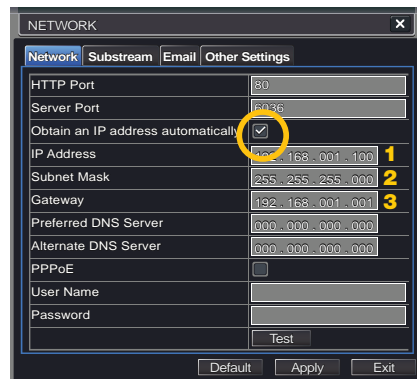 NETWORK X
Network Substream Email Other Settings
HTTP Port 80
Server Port 6036
Obtain an IP address automatically
IP Address 192 . 168 . 001 . 100 1
Subnet Mask 255 . 255 . 255 . 000 2
Gateway 192 . 168 . 001 . 001 3
Preferred DNS Server 000 . 000 . 000 . 000
Alternate DNS Server 000 . 000 . 000 . 000
PPPoE
User Name
Password
Test
Default Apply Exit